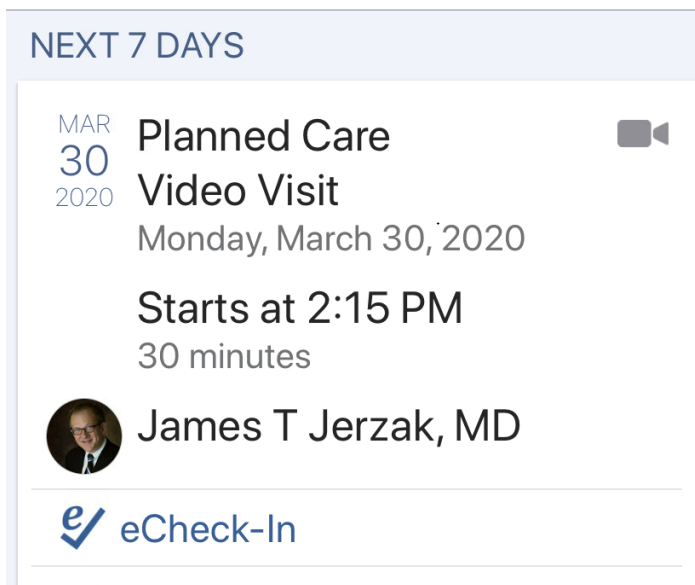 NEXT 7 DAYS
MAR
30
2020
Planned Care
Video Visit
Monday, March 30, 2020
Starts at 2:15 PM
30 minutes
James T Jerzak, MD
e
eCheck-In